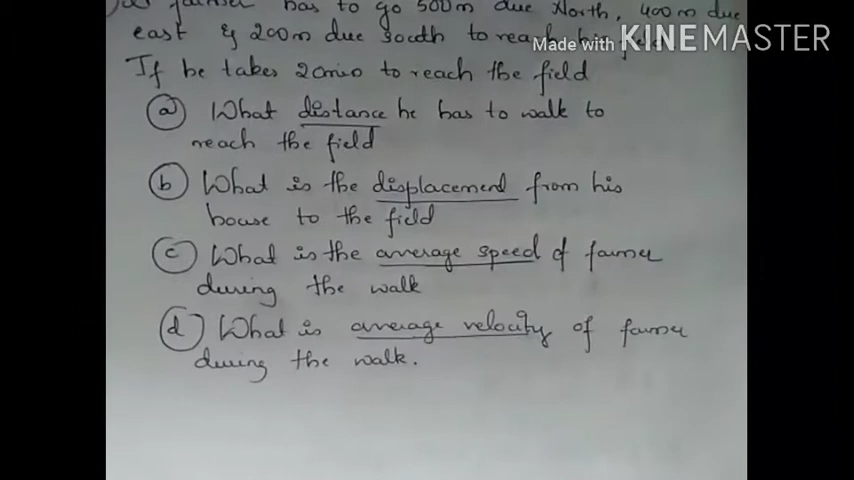 has to go 500m due North, 400m due
east & 200m due south to reach his field
Made with KINEMASTER
If he takes 20min to reach the field
(a) What distance he has to walk to
reach the field
(b) What is the displacement from his
house to the field
(c) What is the average speed of farmer
during the walk
(d) What is average velocity of farmer
during the walk.